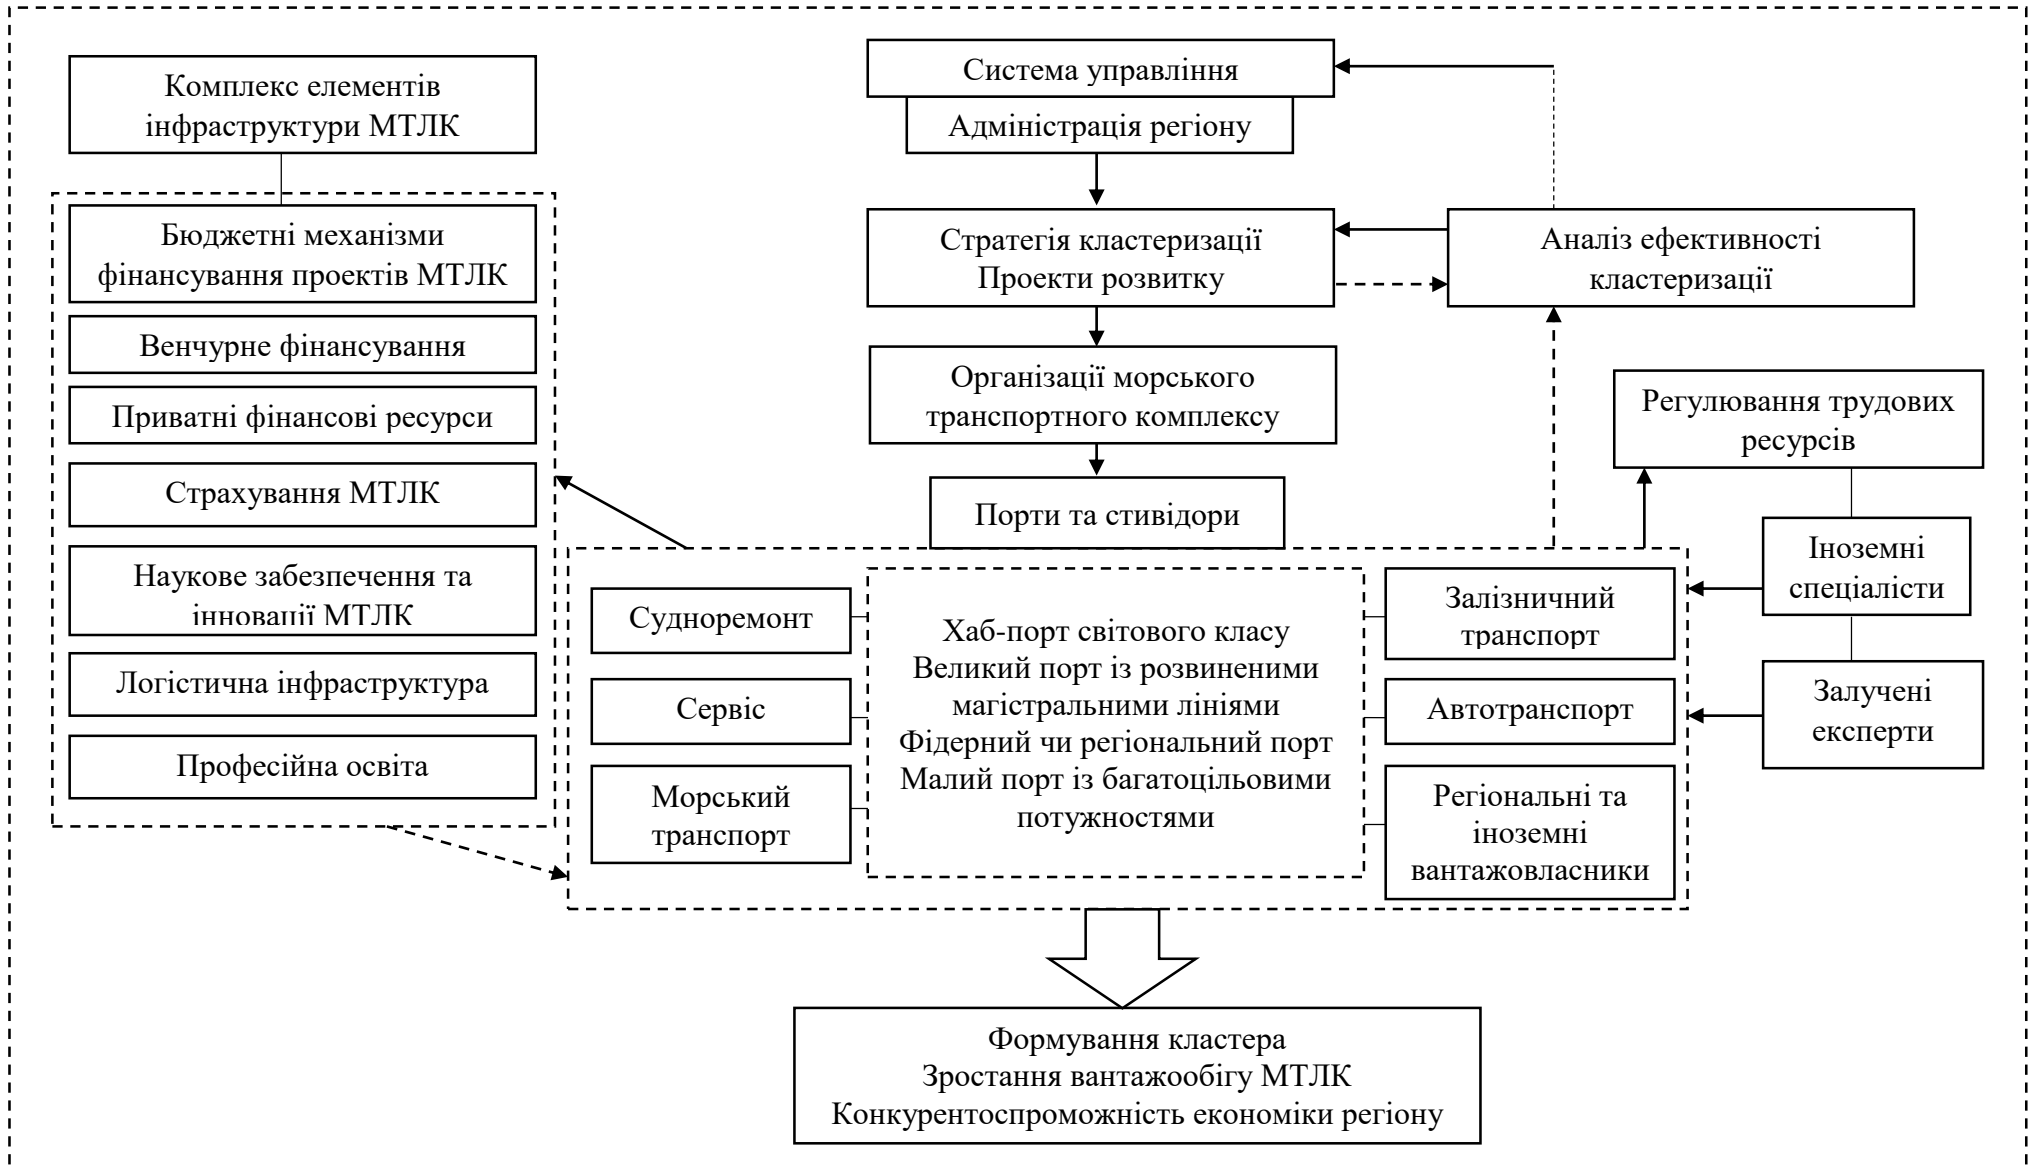 Комплекс елементів
інфраструктури МТЛК
Бюджетні механізми
фінансування проектів МТЛК
Венчурне фінансування
Приватні фінансові ресурси
Страхування МТЛК
Наукове забезпечення та
інновації МТЛК
Логістична інфраструктура
Професійна освіта
Система управління
Адміністрація регіону
Стратегія кластеризації
Проекти розвитку
Аналіз ефективності
кластеризації
Організації морського
транспортного комплексу
Порти та стивідори
Регулювання трудових
ресурсів
Іноземні
спеціалісти
Залучені
експерти
Судноремонт
Сервіс
Морський
транспорт
Хаб-порт світового класу
Великий порт із розвиненими
магістральними лініями
Фідерний чи регіональний порт
Малий порт із багатоцільовими
потужностями
Залізничний
транспорт
Автотранспорт
Регіональні та
іноземні
вантажовласники
Формування кластера
Зростання вантажообігу МТЛК
Конкурентоспроможність економіки регіону